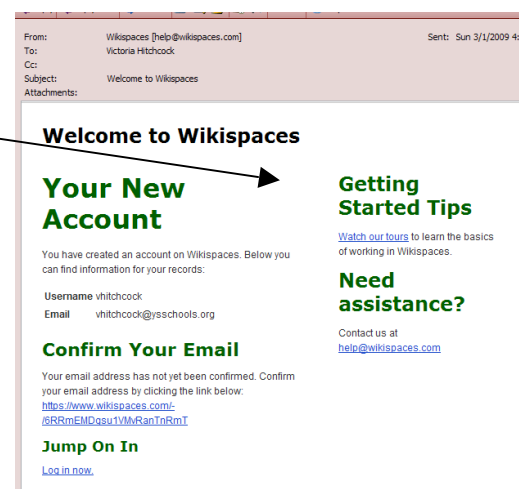 From: Wikispaces [help@wikispaces.com] Sent: Sun 3/1/2009 4:
To: Victoria Hitchcock
Cc:
Subject: Welcome to Wikispaces
Attachments:
Welcome to Wikispaces
Your New
Account
You have created an account on Wikispaces. Below you
can find information for your records:
Username vhitchcock
Email vhitchcock@ysschools.org
Confirm Your Email
Your email address has not yet been confirmed. Confirm
your email address by clicking the link below:
https://www.wikispaces.com/-
/6RRmEMDqsu1VMvRanTnRmT
Jump On In
Log in now.
Getting
Started Tips
Watch our tours to learn the basics
of working in Wikispaces.
Need
assistance?
Contact us at
help@wikispaces.com